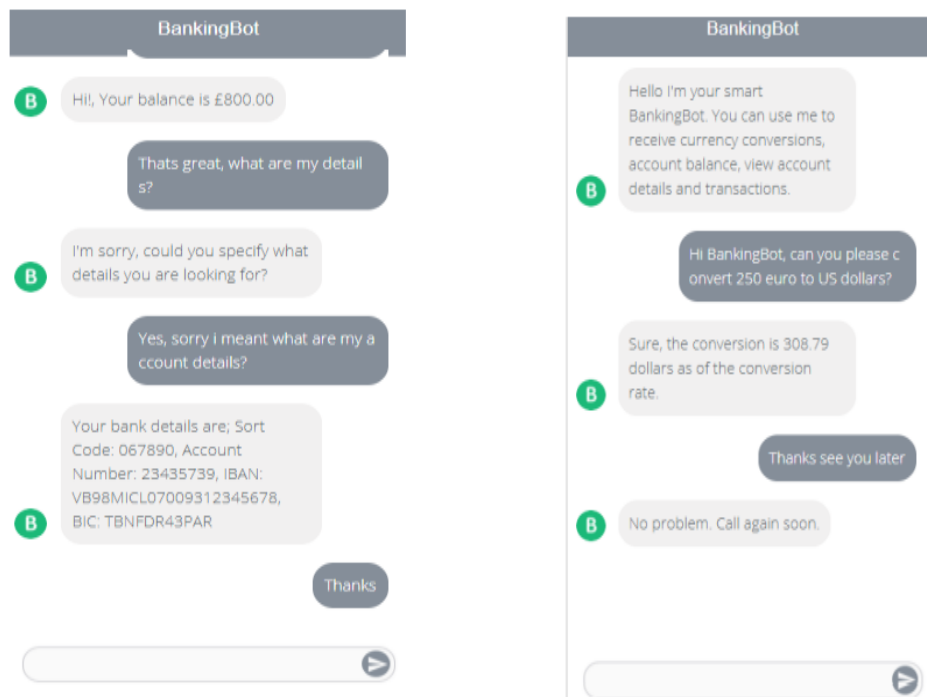 BankingBot
B
Hi!, Your balance is £800.00
Thats great, what are my detail
s?
I'm sorry, could you specify what
details you are looking for?
B
Yes, sorry i meant what are my a
ccount details?
Your bank details are; Sort
Code: 067890, Account
Number: 23435739, IBAN:
VB98MICL07009312345678,
BIC: TBNFDR43PAR
B
Thanks
BankingBot
Hello I'm your smart
BankingBot. You can use me to
receive currency conversions,
account balance, view account
details and transactions.
B
Hi BankingBot, can you please c
onvert 250 euro to US dollars?
Sure, the conversion is 308.79
dollars as of the conversion
rate.
B
Thanks see you later
B
No problem. Call again soon.